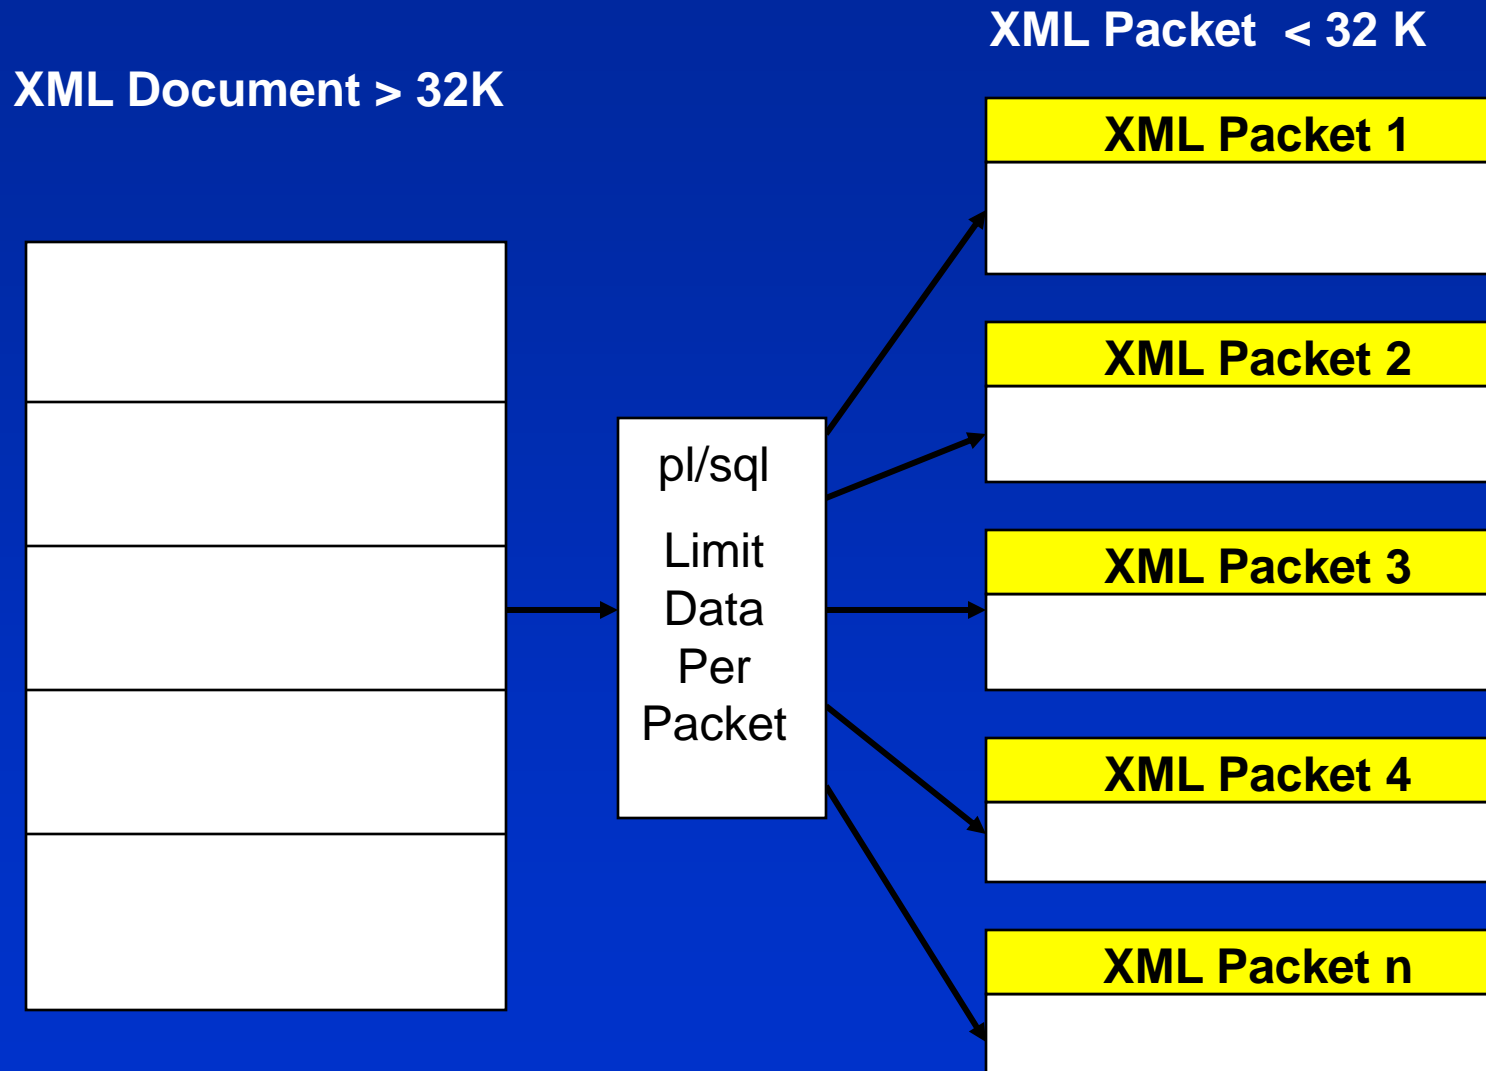 XML Packet < 32 K
XML Document > 32K
XML Packet 1
XML Packet 2
pl/sql
Limit
Data
Per
Packet
XML Packet 3
XML Packet 4
XML Packet n